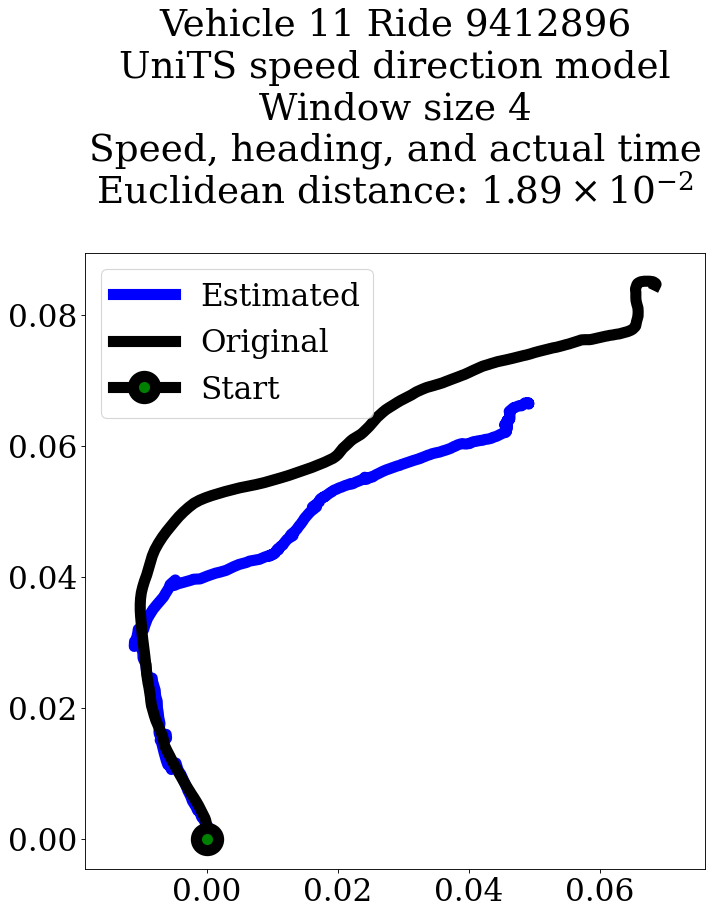 Vehicle 11 Ride 9412896
UniTS speed direction model
Window size 4
Speed, heading, and actual time
Euclidean distance: 1.89 × 10⁻²
Estimated
Original
Start
0.08
0.06
0.04
0.02
0.00
0.00 0.02 0.04 0.06